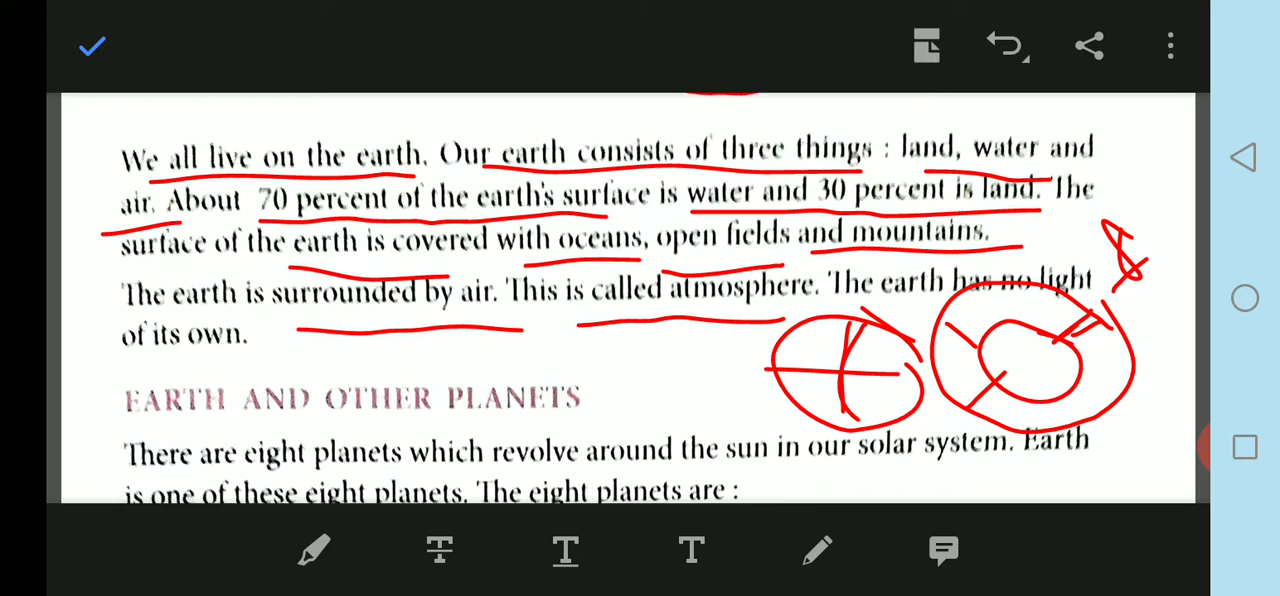 We all live on the earth. Our earth consists of three things : land, water and
air. About 70 percent of the earth's surface is water and 30 percent is land. The
surface of the earth is covered with oceans, open fields and mountains.
The earth is surrounded by air. This is called atmosphere. The earth has no light
of its own.
EARTH AND OTHER PLANETS
There are eight planets which revolve around the sun in our solar system. Earth
is one of these eight planets. The eight planets are :